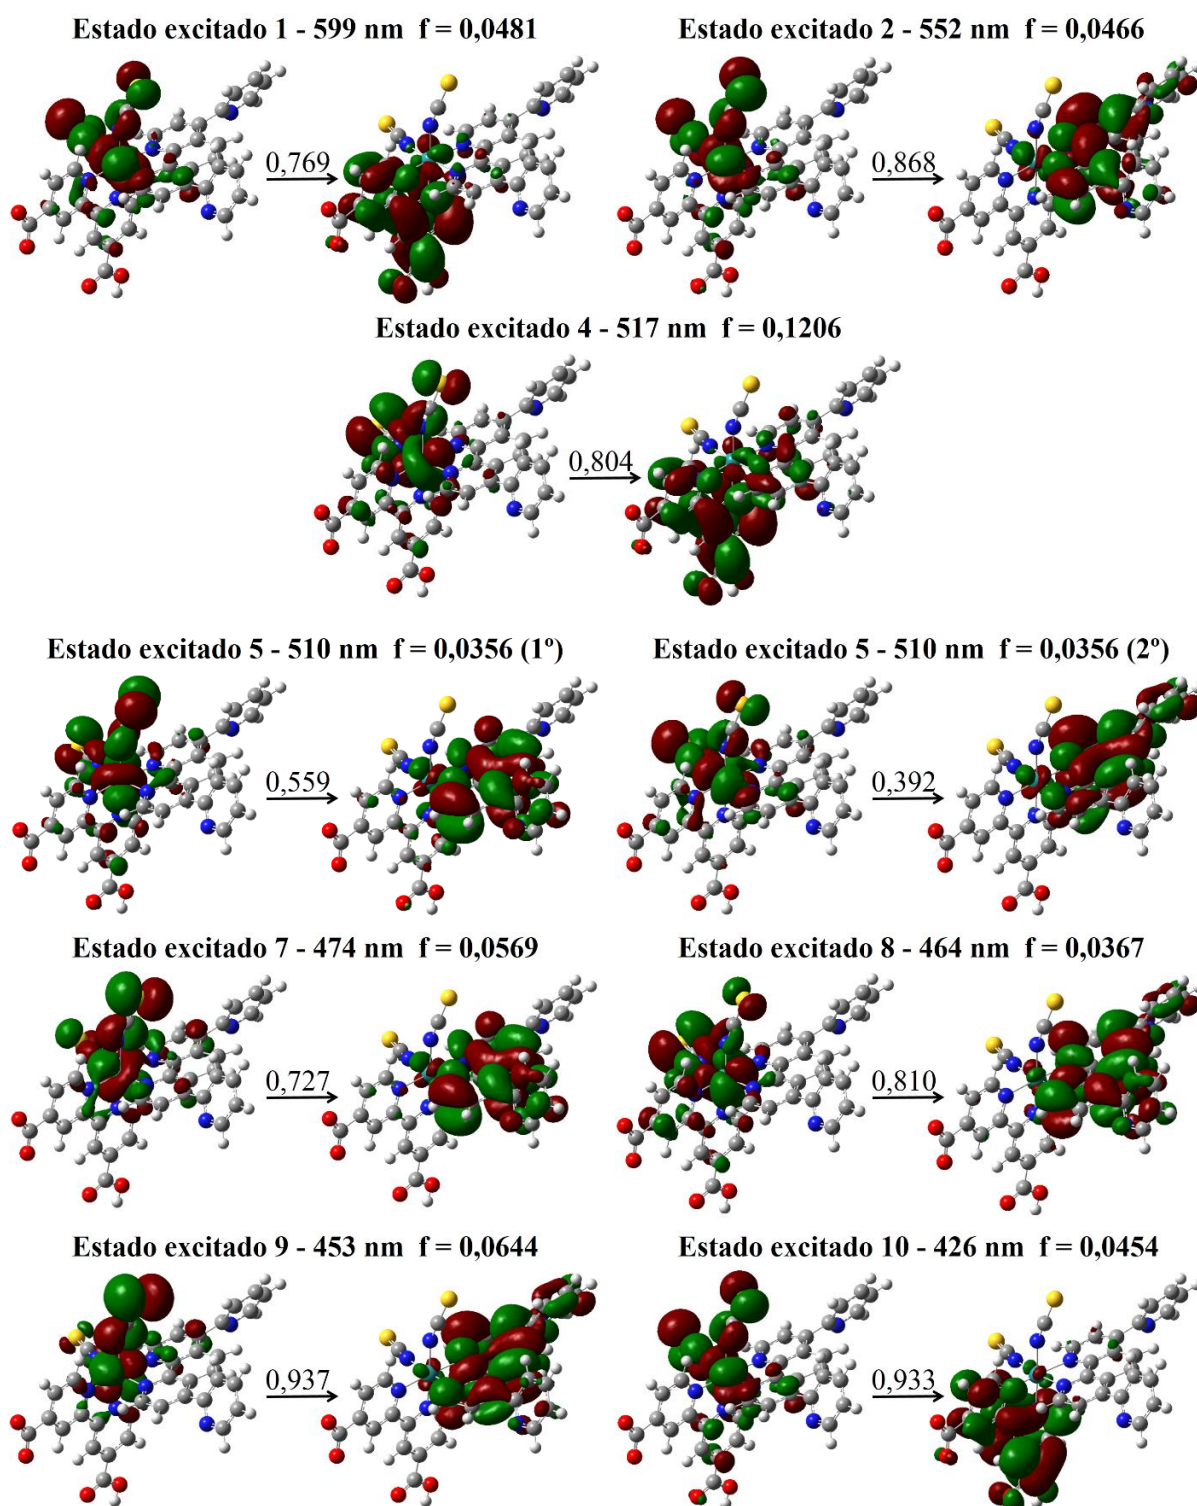 Estado excitado 1 - 599 nm f = 0,0481
0,769
Estado excitado 2 - 552 nm f = 0,0466
0,868
Estado excitado 4 - 517 nm f = 0,1206
0,804
Estado excitado 5 - 510 nm f = 0,0356 (1º)
0,559
Estado excitado 5 - 510 nm f = 0,0356 (2º)
0,392
Estado excitado 7 - 474 nm f = 0,0569
0,727
Estado excitado 8 - 464 nm f = 0,0367
0,810
Estado excitado 9 - 453 nm f = 0,0644
0,937
Estado excitado 10 - 426 nm f = 0,0454
0,933